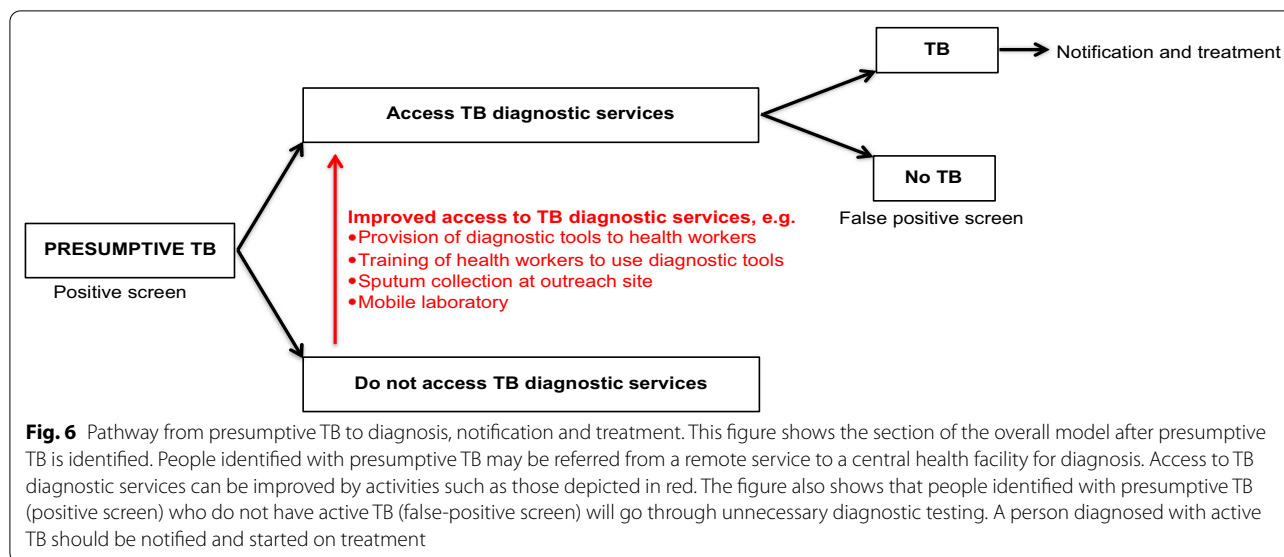 TB
Notification and treatment
Access TB diagnostic services
No TB
False positive screen
Improved access to TB diagnostic services, e.g.
•Provision of diagnostic tools to health workers
•Training of health workers to use diagnostic tools
•Sputum collection at outreach site
•Mobile laboratory
PRESUMPTIVE TB
Positive screen
Do not access TB diagnostic services
Fig. 6 Pathway from presumptive TB to diagnosis, notification and treatment. This figure shows the section of the overall model after presumptive
TB is identified. People identified with presumptive TB may be referred from a remote service to a central health facility for diagnosis. Access to TB
diagnostic services can be improved by activities such as those depicted in red. The figure also shows that people identified with presumptive TB
(positive screen) who do not have active TB (false-positive screen) will go through unnecessary diagnostic testing. A person diagnosed with active
TB should be notified and started on treatment